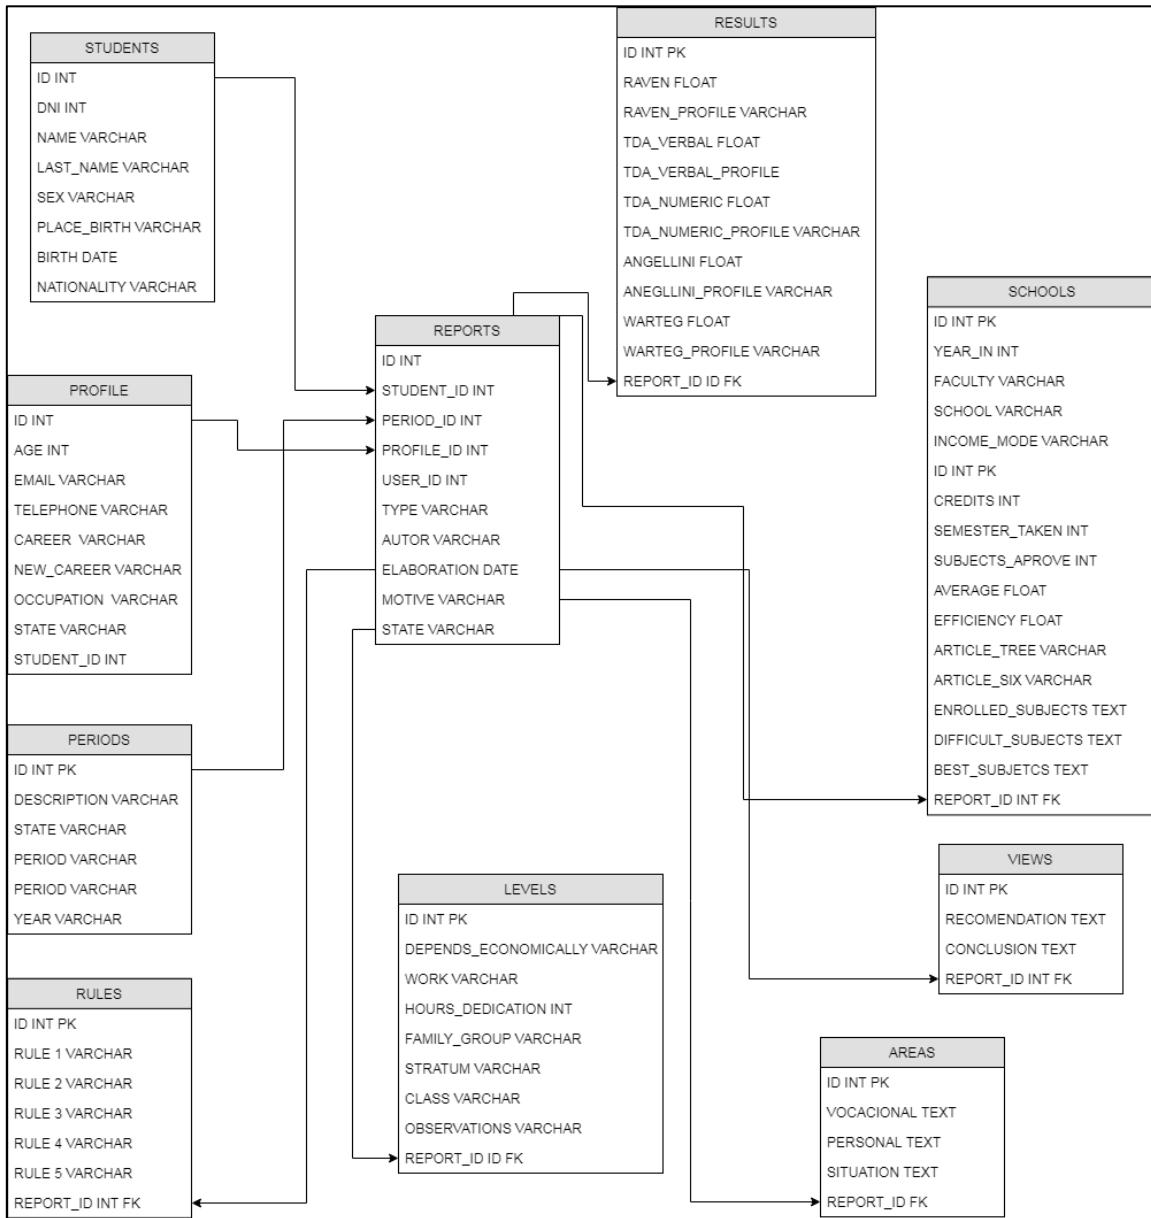 STUDENTS
ID INT
DNI INT
NAME VARCHAR
LAST_NAME VARCHAR
SEX VARCHAR
PLACE_BIRTH VARCHAR
BIRTH DATE
NATIONALITY VARCHAR
RESULTS
ID INT PK
RAVEN FLOAT
RAVEN_PROFILE VARCHAR
TDA_VERBAL FLOAT
TDA_VERBAL_PROFILE
TDA_NUMERIC FLOAT
TDA_NUMERIC_PROFILE VARCHAR
ANGELLINI FLOAT
ANEGLLINI_PROFILE VARCHAR
WARTEG FLOAT
WARTEG_PROFILE VARCHAR
REPORT_ID ID FK
SCHOOLS
ID INT PK
YEAR_IN INT
FACULTY VARCHAR
SCHOOL VARCHAR
INCOME_MODE VARCHAR
ID INT PK
CREDITS INT
SEMESTER_TAKEN INT
SUBJECTS_APROVE INT
AVERAGE FLOAT
EFFICIENCY FLOAT
ARTICLE_TREE VARCHAR
ARTICLE_SIX VARCHAR
ENROLLED_SUBJECTS TEXT
DIFFICULT_SUBJECTS TEXT
BEST_SUBJETCS TEXT
REPORT_ID INT FK
REPORTS
ID INT
STUDENT_ID INT
PERIOD_ID INT
PROFILE_ID INT
USER_ID INT
TYPE VARCHAR
AUTOR VARCHAR
ELABORATION DATE
MOTIVE VARCHAR
STATE VARCHAR
PROFILE
ID INT
AGE INT
EMAIL VARCHAR
TELEPHONE VARCHAR
CAREER VARCHAR
NEW_CAREER VARCHAR
OCCUPATION VARCHAR
STATE VARCHAR
STUDENT_ID INT
PERIODS
ID INT PK
DESCRIPTION VARCHAR
STATE VARCHAR
PERIOD VARCHAR
PERIOD VARCHAR
YEAR VARCHAR
LEVELS
ID INT PK
DEPENDS_ECONOMICALLY VARCHAR
WORK VARCHAR
HOURS_DEDICATION INT
FAMILY_GROUP VARCHAR
STRATUM VARCHAR
CLASS VARCHAR
OBSERVATIONS VARCHAR
REPORT_ID ID FK
VIEWS
ID INT PK
RECOMENDATION TEXT
CONCLUSION TEXT
REPORT_ID INT FK
RULES
ID INT PK
RULE 1 VARCHAR
RULE 2 VARCHAR
RULE 3 VARCHAR
RULE 4 VARCHAR
RULE 5 VARCHAR
REPORT_ID INT FK
AREAS
ID INT PK
VOCACIONAL TEXT
PERSONAL TEXT
SITUATION TEXT
REPORT_ID FK